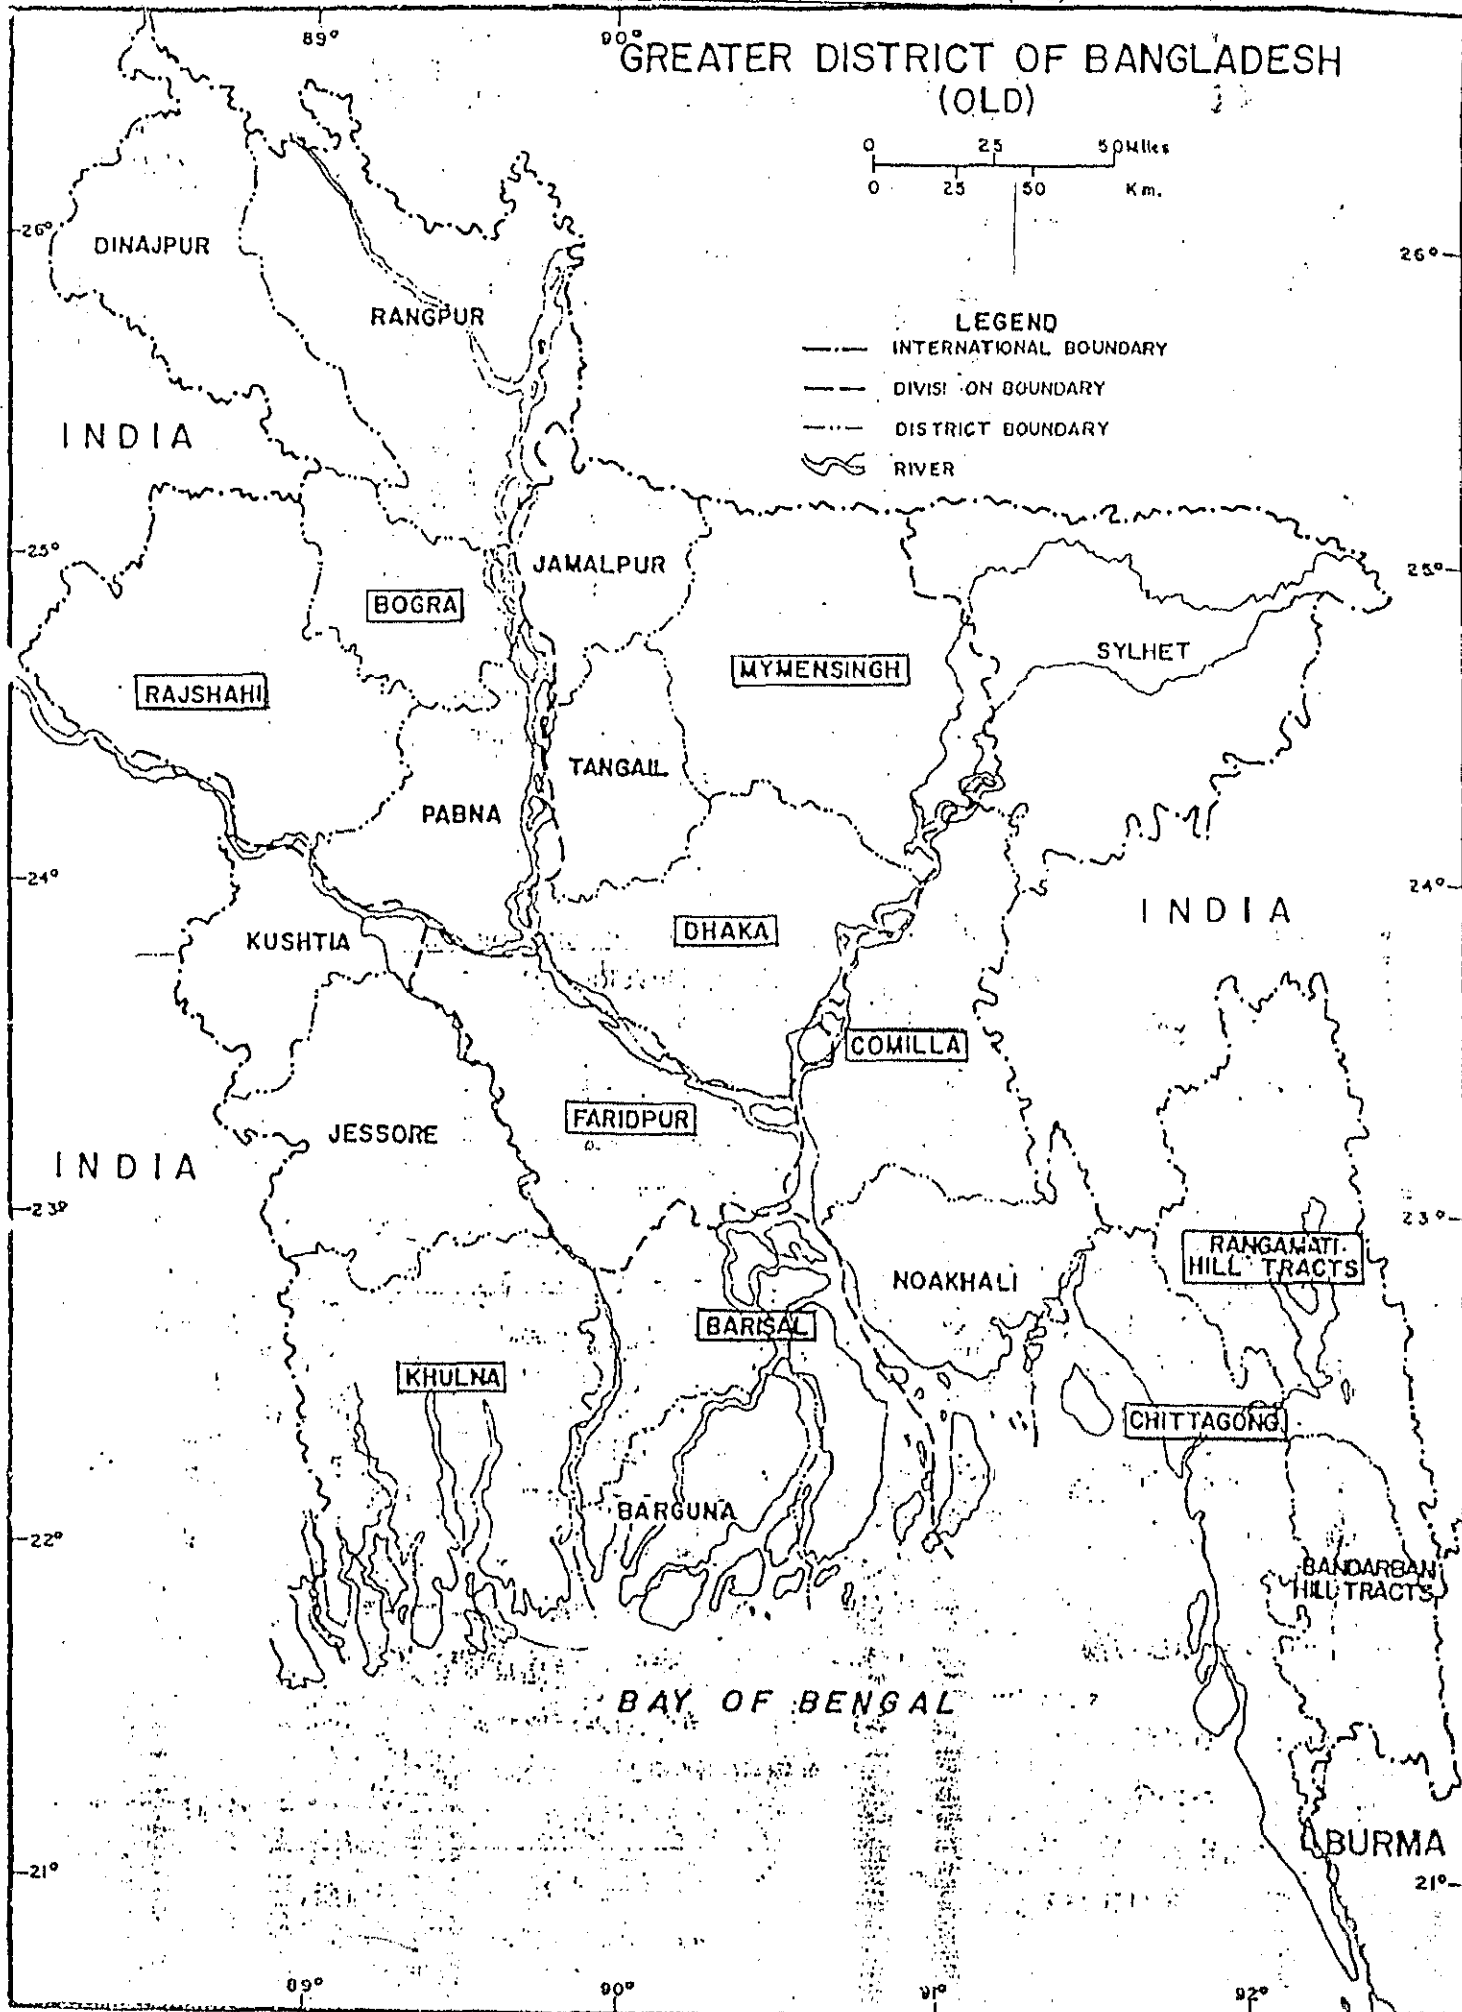 89°
90°
GREATER DISTRICT OF BANGLADESH
(OLD)
0 25 50 Miles
0 25 50 Km.
26°
DINAJPUR
26°
RANGPUR
LEGEND
INTERNATIONAL BOUNDARY
DIVISI ON BOUNDARY
DISTRICT BOUNDARY
RIVER
INDIA
25°
JAMALPUR
25°
BOGRA
SYLHET
MYMENSINGH
RAJSHAHI
TANGAIL
PABNA
24°
24°
INDIA
DHAKA
KUSHTIA
COMILLA
FARIDPUR
JESSORE
INDIA
23°
23°
RANGAMATI
HILL TRACTS
NOAKHALI
BARISAL
KHULNA
CHITTAGONG
BARGUNA
22°
BANDARBAN
HILL TRACTS
BAY OF BENGAL
BURMA
21°
21°
89°
90°
91°
92°